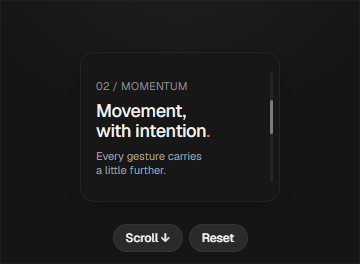 02 / MOMENTUM
Movement,
with intention.
Every gesture carries
a little further.
Scroll ↓
Reset